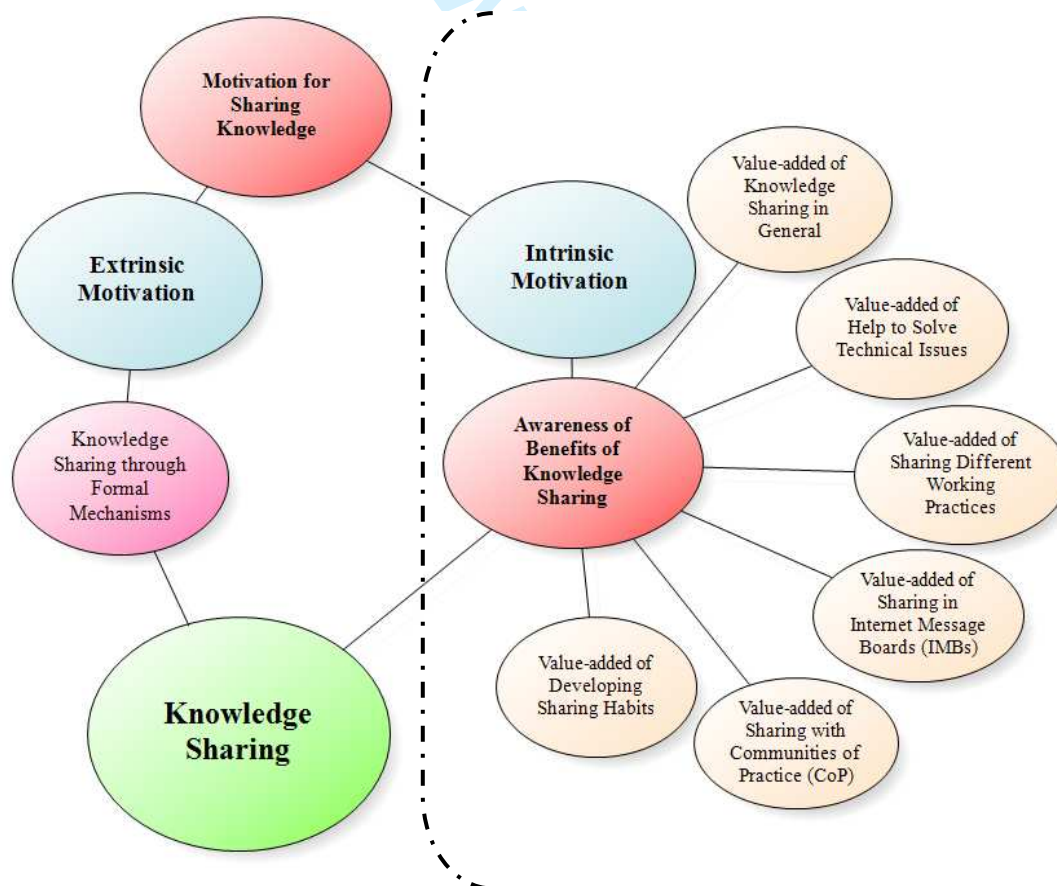 Motivation for
Sharing
Knowledge
Extrinsic
Motivation
Intrinsic
Motivation
Knowledge
Sharing through
Formal
Mechanisms
Awareness of
Benefits of
Knowledge
Sharing
Knowledge
Sharing
Value-added of
Knowledge
Sharing in
General
Value-added of
Help to Solve
Technical Issues
Value-added of
Sharing Different
Working
Practices
Value-added of
Sharing in
Internet Message
Boards (IMBs)
Value-added of
Sharing with
Communities of
Practice (CoP)
Value-added of
Developing
Sharing Habits